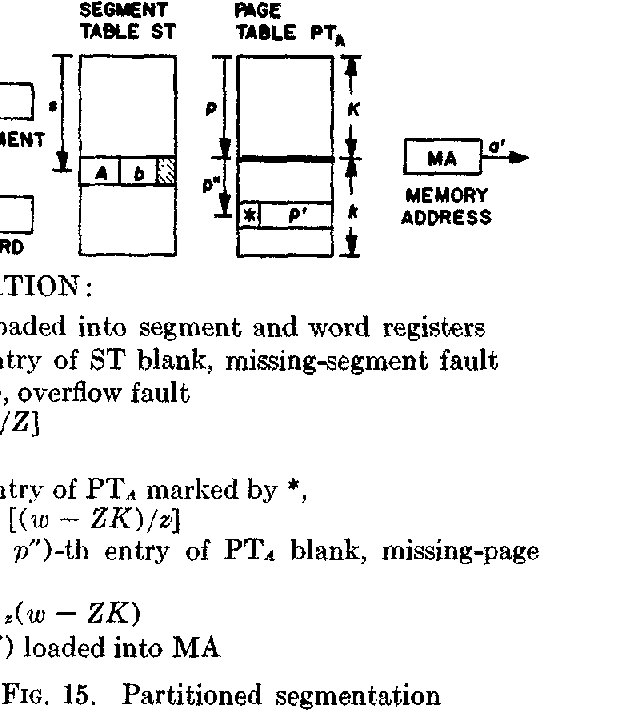 SEGMENT TABLE ST
PAGE TABLE PT_A
s
A b
p
p"
* p'
K
k
MA
a'
MEMORY ADDRESS
MENT
RD
TION:
oaded into segment and word registers
ntry of ST blank, missing-segment fault
, overflow fault
/Z]
ntry of PT_A marked by *,
[(w − ZK)/z]
p″)-th entry of PT_A blank, missing-page
z(w − ZK)
) loaded into MA
FIG. 15. Partitioned segmentation